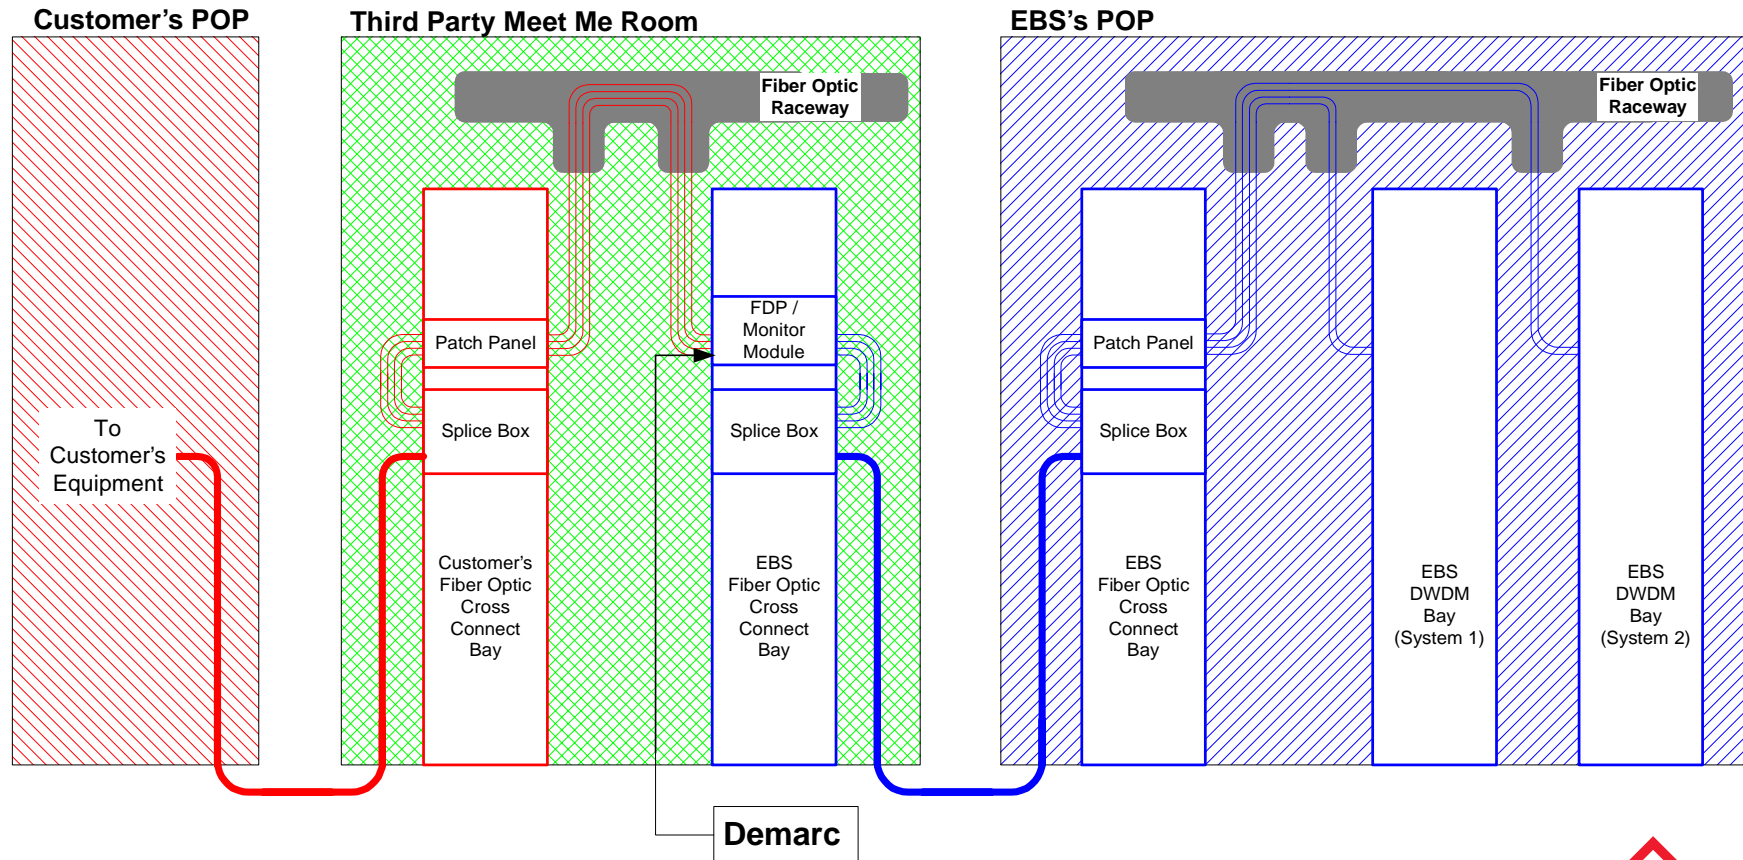 Customer's POP
Third Party Meet Me Room
EBS's POP
Fiber Optic
Raceway
Fiber Optic
Raceway
FDP /
Monitor
Module
Patch Panel
Patch Panel
Splice Box
Splice Box
Splice Box
To
Customer's
Equipment
Customer's
Fiber Optic
Cross
Connect
Bay
EBS
Fiber Optic
Cross
Connect
Bay
EBS
Fiber Optic
Cross
Connect
Bay
EBS
DWDM
Bay
(System 1)
EBS
DWDM
Bay
(System 2)
Demarc